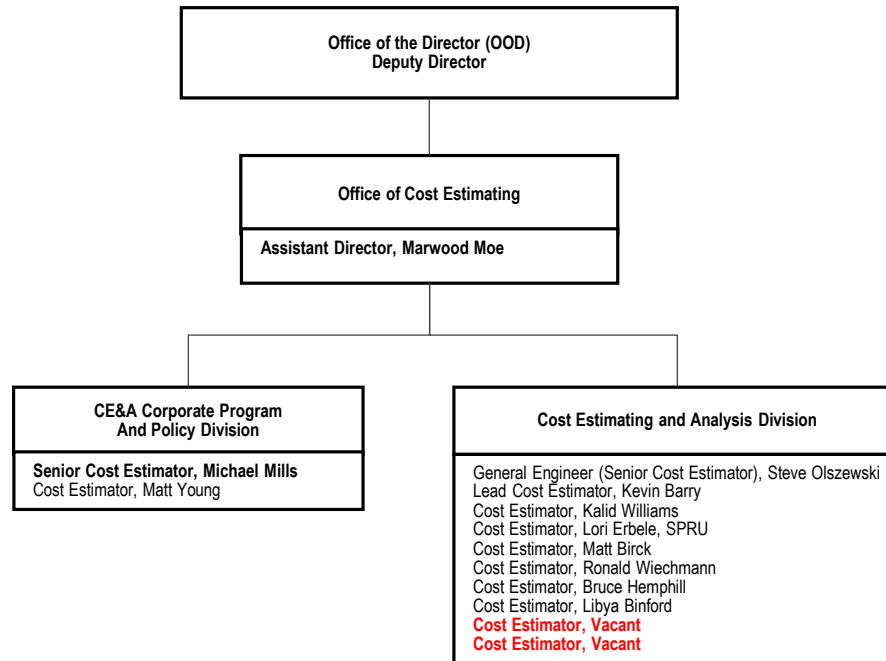 Office of the Director (OOD)
Deputy Director
Office of Cost Estimating
Assistant Director, Marwood Moe
CE&A Corporate Program
And Policy Division
Senior Cost Estimator, Michael Mills
Cost Estimator, Matt Young
Cost Estimating and Analysis Division
General Engineer (Senior Cost Estimator), Steve Olszewski
Lead Cost Estimator, Kevin Barry
Cost Estimator, Kalid Williams
Cost Estimator, Lori Erbele, SPRU
Cost Estimator, Matt Birck
Cost Estimator, Ronald Wiechmann
Cost Estimator, Bruce Hemphill
Cost Estimator, Libya Binford
Cost Estimator, Vacant
Cost Estimator, Vacant